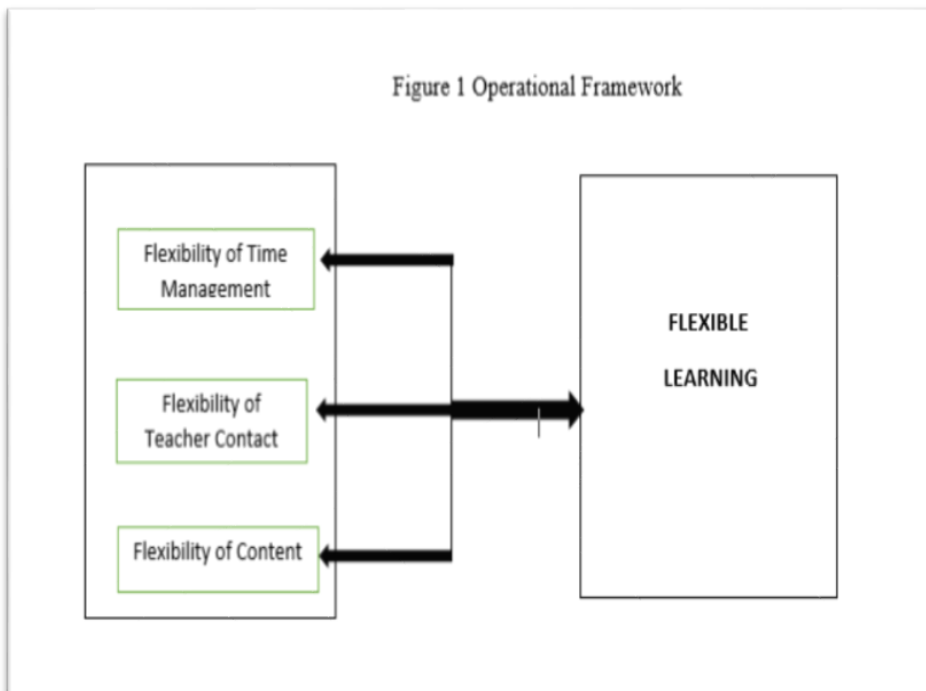 Figure 1 Operational Framework
Flexibility of Time
Management
Flexibility of
Teacher Contact
Flexibility of Content
FLEXIBLE
LEARNING